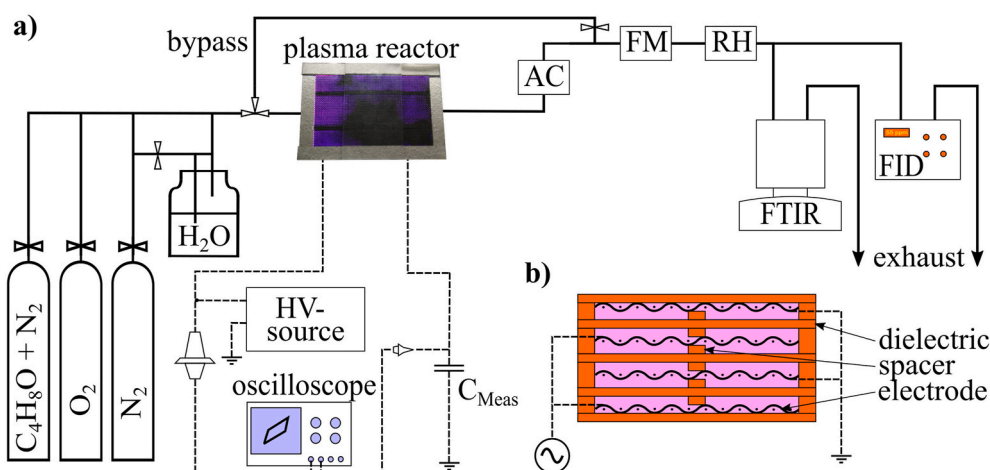 a)
bypass
plasma reactor
AC
FM
RH
FTIR
FID
exhaust
H₂O
C₄H₈O + N₂
O₂
N₂
HV-
source
oscilloscope
C_Meas
b)
dielectric
spacer
electrode